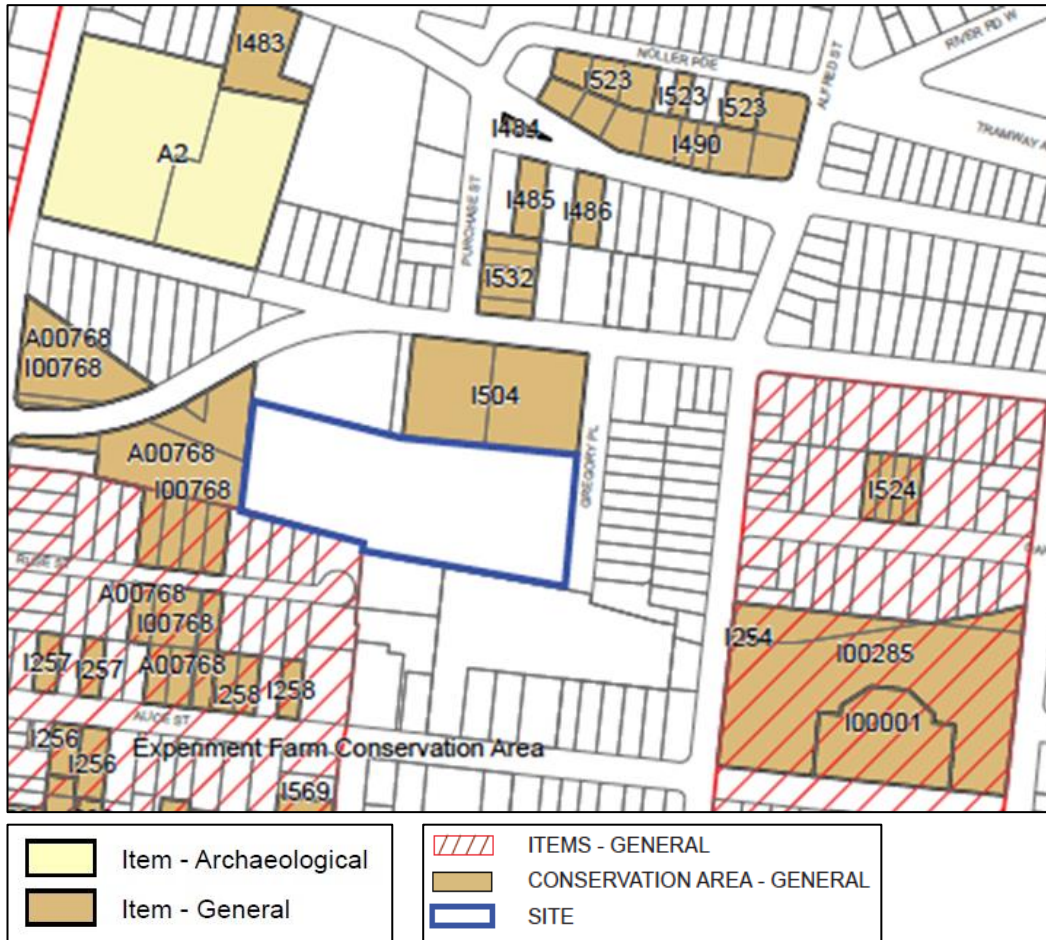 I483
NOLLER PDE
RIVER RD W
ALFRED ST
I523
I523
I523
I484
I490
TRAMWAY A
A2
PURCHASE ST
I485
I486
I532
A00768
I00768
I504
A00768
I00768
GREGORY PL
I524
RUSE ST
A00768
I00768
I254
I00285
I257
I257
A00768
I258
I258
I00001
ALICE ST
I256
I256
Experiment Farm Conservation Area
I569
Item - Archaeological
Item - General
ITEMS - GENERAL
CONSERVATION AREA - GENERAL
SITE